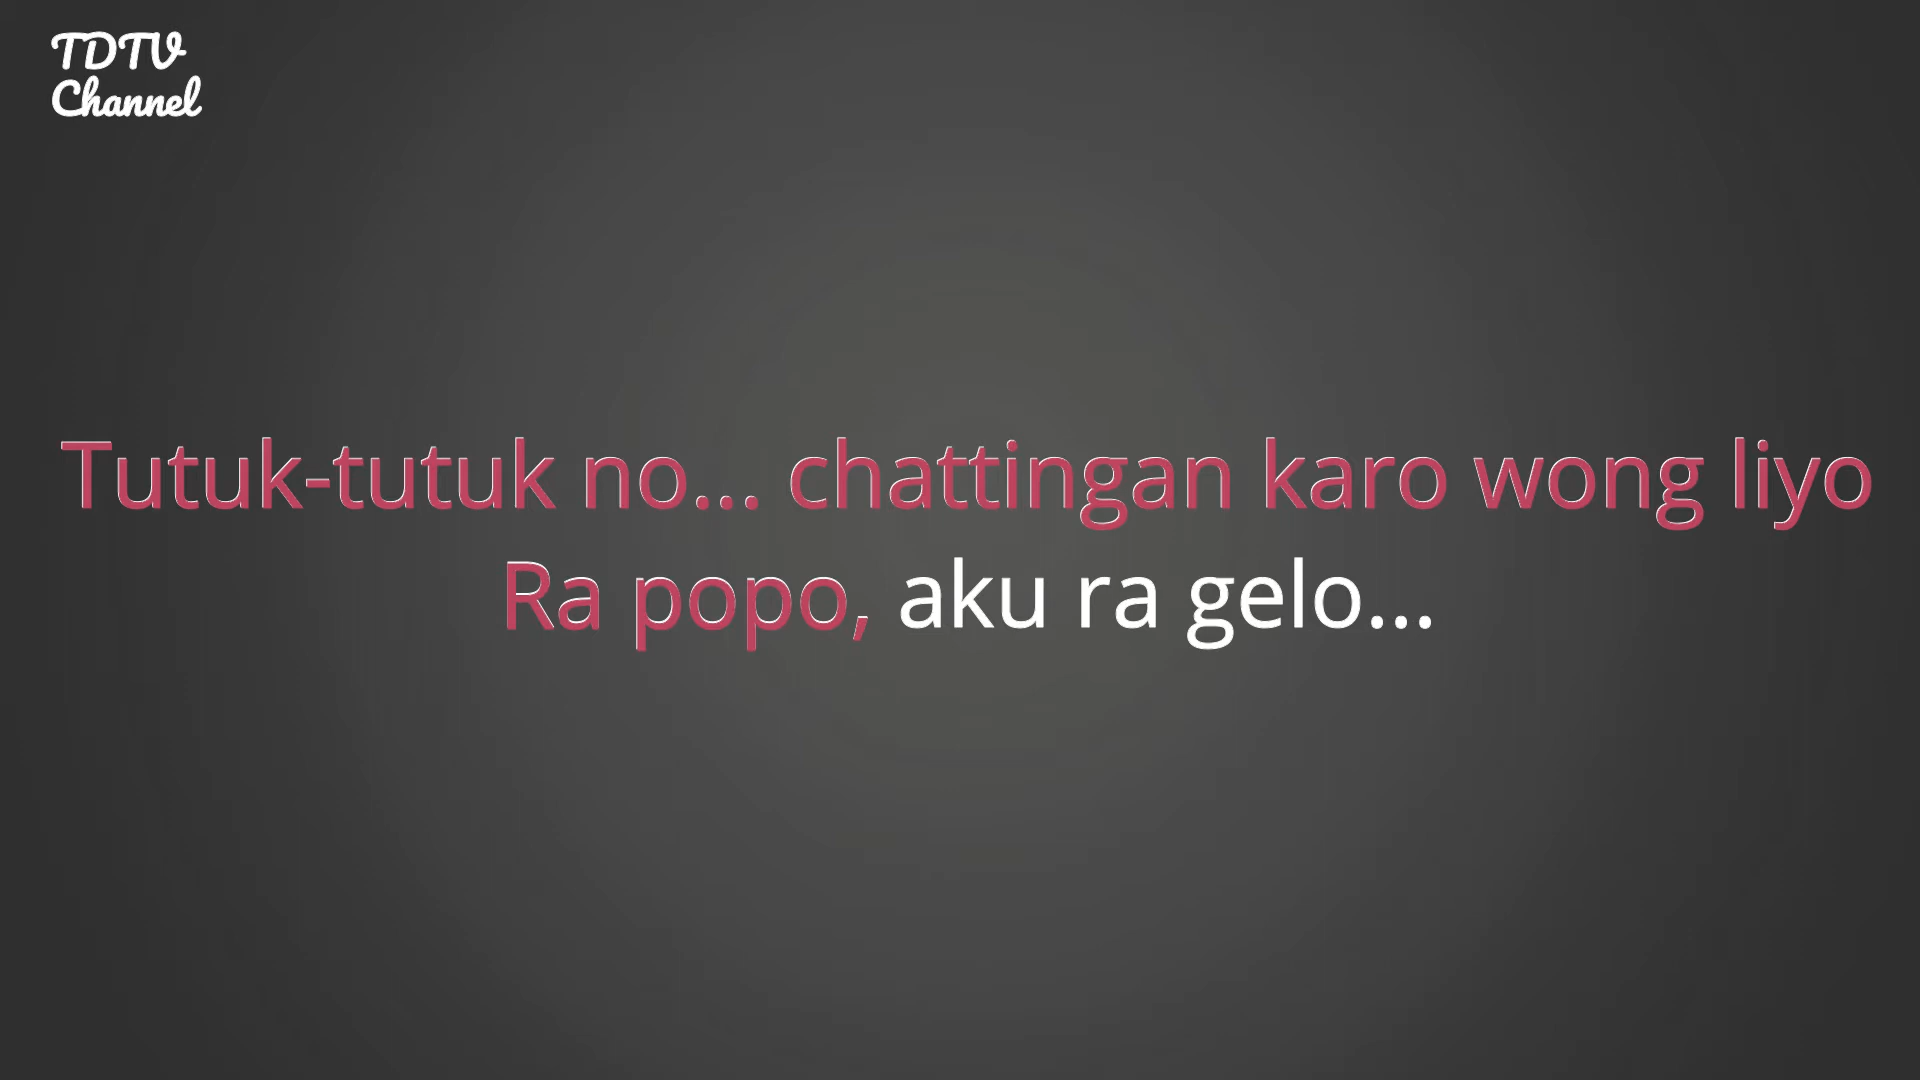 TDTV
Channel
Tutuk-tutuk no... chattingan karo wong liyo
Ra popo, aku ra gelo...